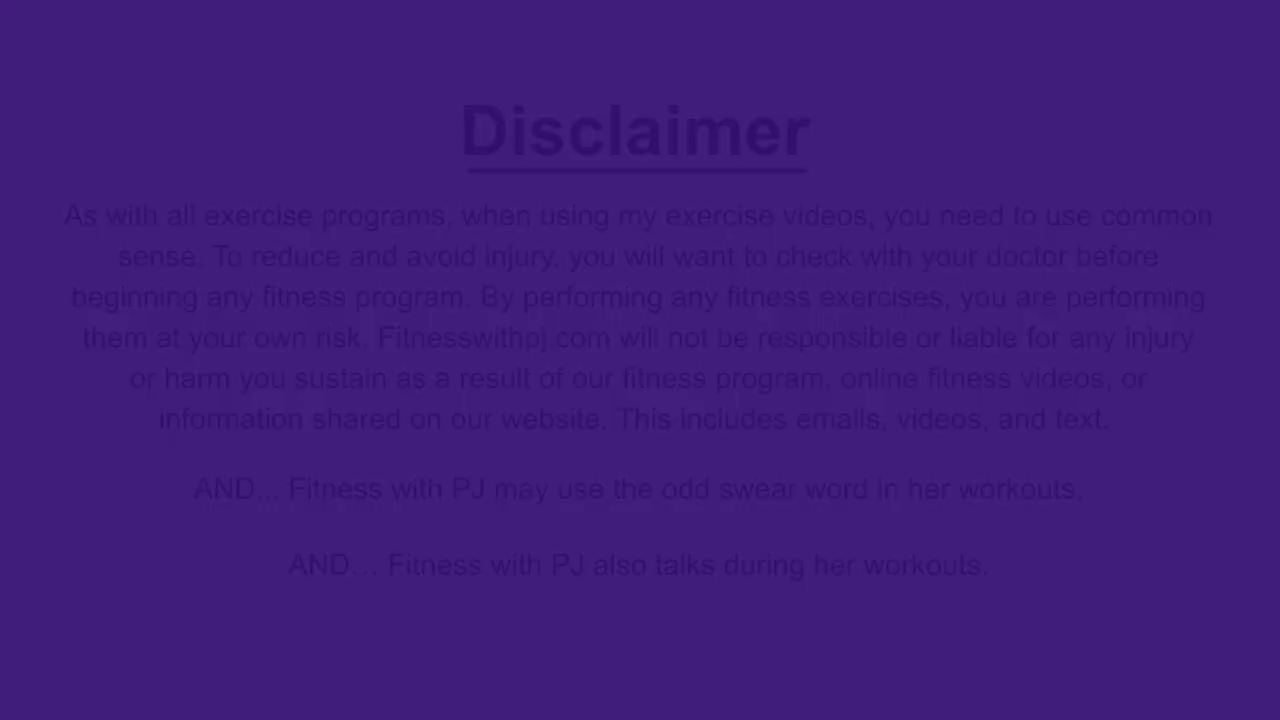 Disclaimer
As with all exercise programs, when using my exercise videos, you need to use common
sense. To reduce and avoid injury, you will want to check with your doctor before
beginning any fitness program. By performing any fitness exercises, you are performing
them at your own risk. Fitnesswithpj.com will not be responsible or liable for any injury
or harm you sustain as a result of our fitness program, online fitness videos, or
information shared on our website. This includes emails, videos, and text.
AND... Fitness with PJ may use the odd swear word in her workouts.
AND... Fitness with PJ also talks during her workouts.